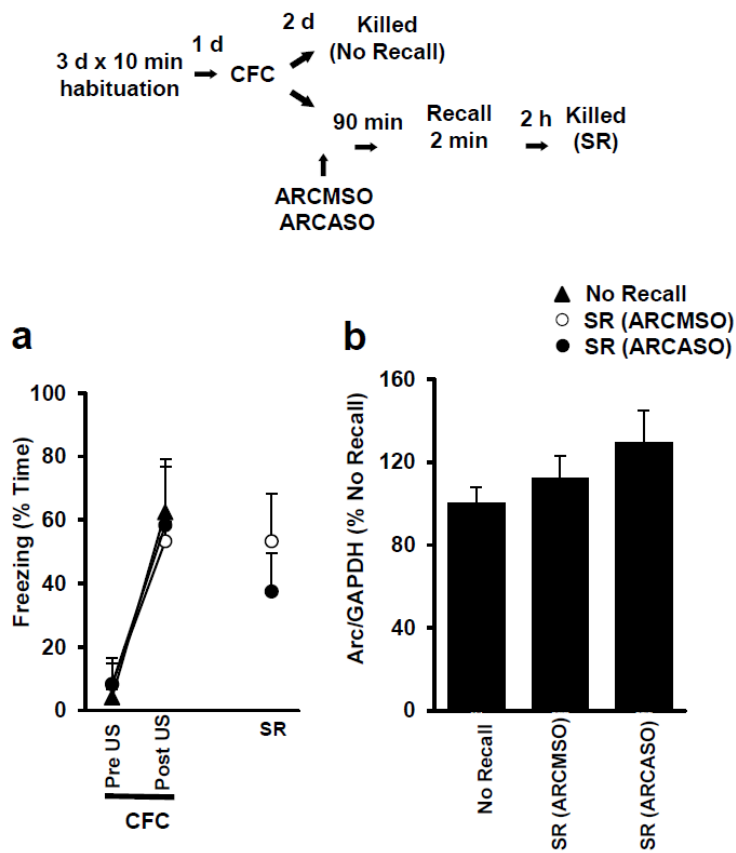 1 d
2 d
Killed
(No Recall)
3 d x 10 min
habituation
CFC
90 min
Recall
2 min
2 h
Killed
(SR)
ARCMSO
ARCASO
No Recall
SR (ARCMSO)
SR (ARCASO)
a
Freezing (% Time)
100
80
60
40
20
0
Pre US
Post US
SR
CFC
b
Arc/GAPDH (% No Recall)
160
120
80
40
0
No Recall
SR (ARCMSO)
SR (ARCASO)